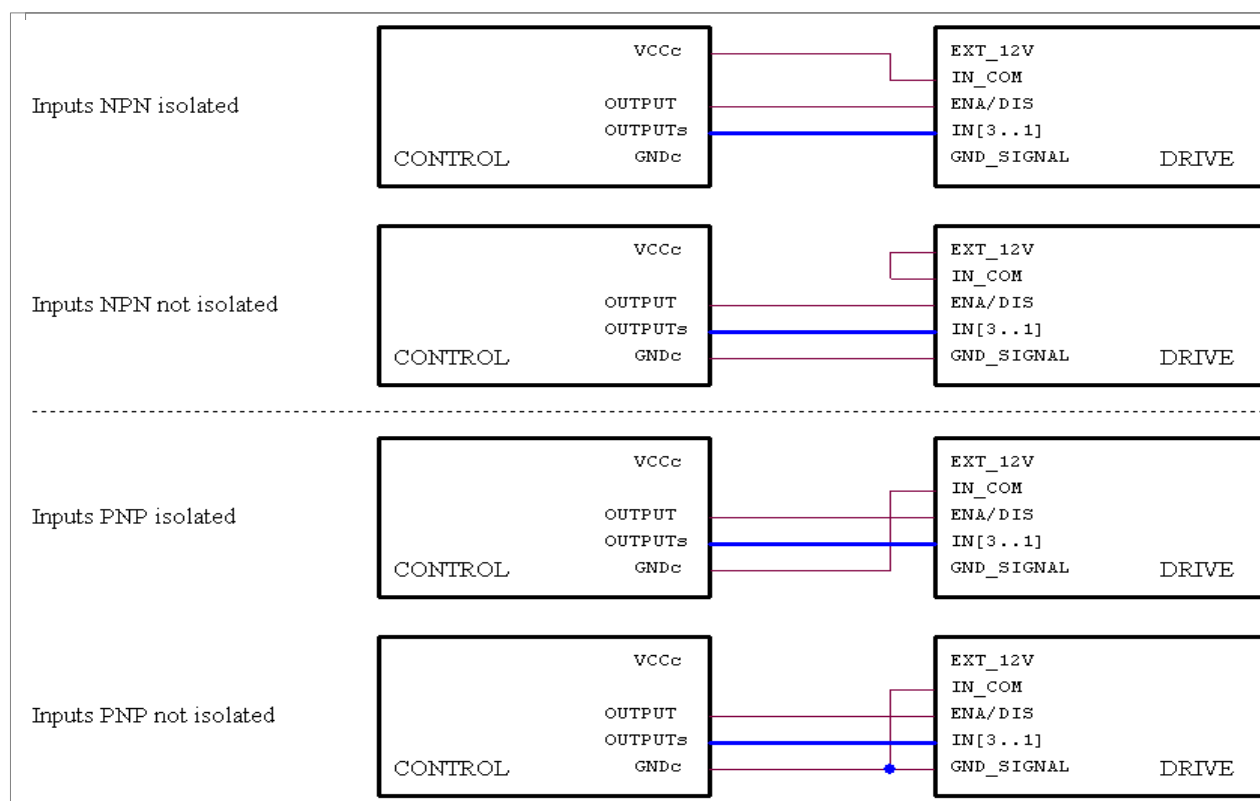 VCCc EXT_12V
IN_COM
Inputs NPN isolated OUTPUT ENA/DIS
OUTPUTs IN[3..1]
CONTROL GNDc GND_SIGNAL DRIVE
VCCc EXT_12V
IN_COM
Inputs NPN not isolated OUTPUT ENA/DIS
OUTPUTs IN[3..1]
CONTROL GNDc GND_SIGNAL DRIVE
VCCc EXT_12V
IN_COM
Inputs PNP isolated OUTPUT ENA/DIS
OUTPUTs IN[3..1]
CONTROL GNDc GND_SIGNAL DRIVE
VCCc EXT_12V
IN_COM
Inputs PNP not isolated OUTPUT ENA/DIS
OUTPUTs IN[3..1]
CONTROL GNDc GND_SIGNAL DRIVE